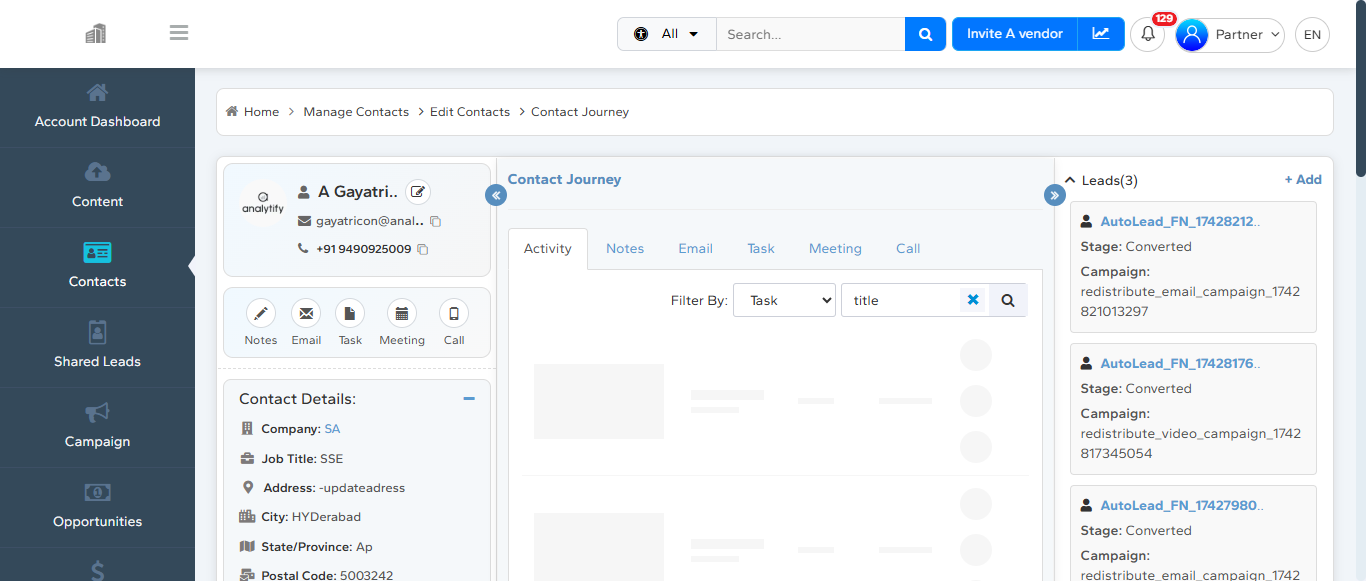 All
Search...
Invite A vendor
129
Partner
EN
Account Dashboard
Content
Contacts
Shared Leads
Campaign
Opportunities
Home > Manage Contacts > Edit Contacts > Contact Journey
analytify
A Gayatri..
gayatricon@anal..
+91 9490925009
Notes
Email
Task
Meeting
Call
Contact Details:
Company: SA
Job Title: SSE
Address: -updateadress
City: HYDerabad
State/Province: Ap
Postal Code: 5003242
Contact Journey
Activity
Notes
Email
Task
Meeting
Call
Filter By: Task title
Leads(3)
+ Add
AutoLead_FN_17428212..
Stage: Converted
Campaign:
redistribute_email_campaign_1742
821013297
AutoLead_FN_17428176..
Stage: Converted
Campaign:
redistribute_video_campaign_1742
817345054
AutoLead_FN_17427980..
Stage: Converted
Campaign:
redistribute_email_campaign_1742